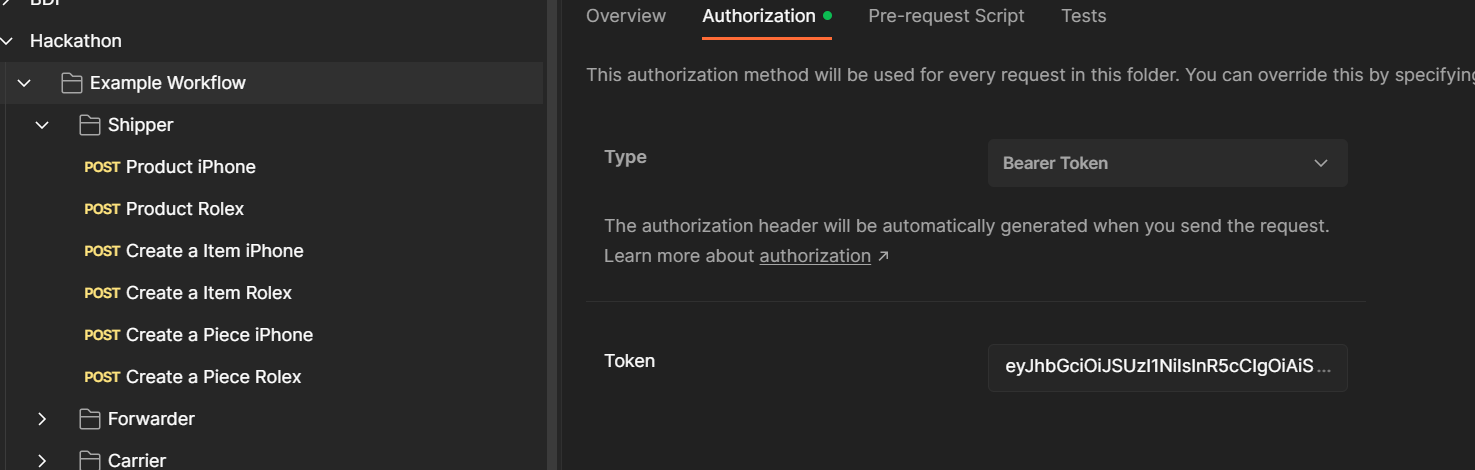 BDP
Hackathon
Example Workflow
Shipper
POST Product iPhone
POST Product Rolex
POST Create a Item iPhone
POST Create a Item Rolex
POST Create a Piece iPhone
POST Create a Piece Rolex
Forwarder
Carrier
Overview Authorization Pre-request Script Tests
This authorization method will be used for every request in this folder. You can override this by specifying
Type
Bearer Token
The authorization header will be automatically generated when you send the request.
Learn more about authorization ↗
Token
eyJhbGciOiJSUzI1NiIsInR5cCIgOiAiS ...